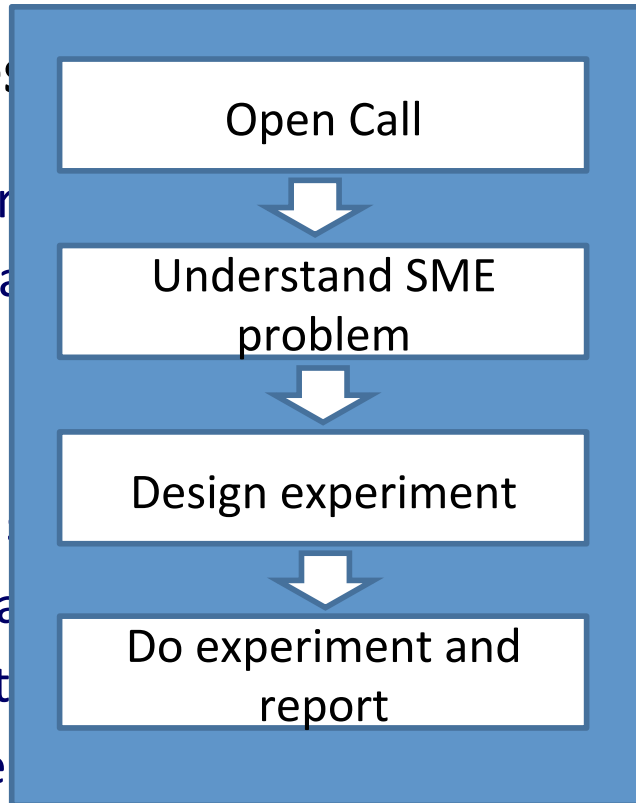 Open Call
Understand SME
problem
Design experiment
Do experiment and
report